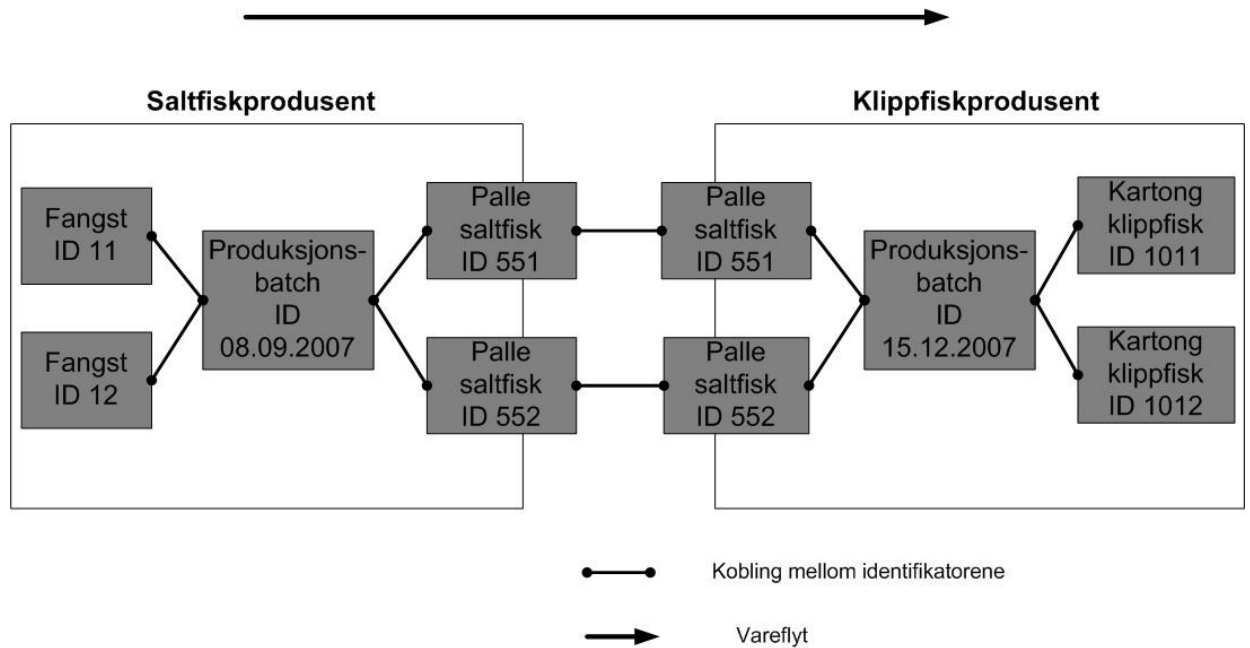 Saltfiskprodusent
Fangst
ID 11
Fangst
ID 12
Produksjons-
batch
ID
08.09.2007
Palle
saltfisk
ID 551
Palle
saltfisk
ID 552
Klippfiskprodusent
Palle
saltfisk
ID 551
Palle
saltfisk
ID 552
Produksjons-
batch
ID
15.12.2007
Kartong
klippfisk
ID 1011
Kartong
klippfisk
ID 1012
Kobling mellom identifikatorene
Vareflyt